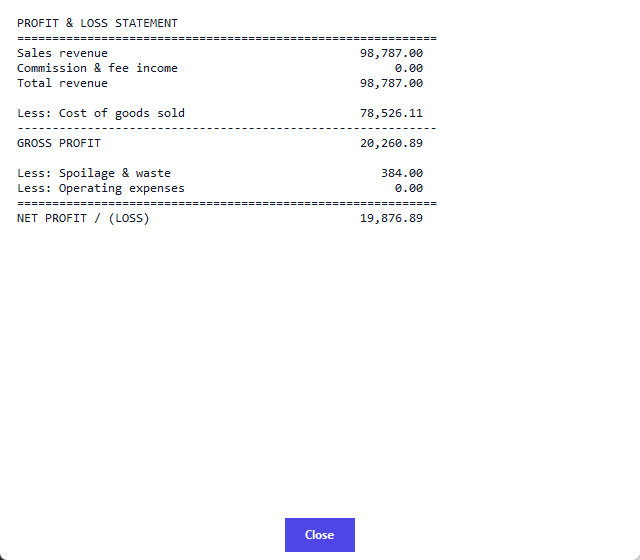 PROFIT & LOSS STATEMENT
============================================================
Sales revenue                                    98,787.00
Commission & fee income                               0.00
Total revenue                                    98,787.00
Less: Cost of goods sold                         78,526.11
------------------------------------------------------------
GROSS PROFIT                                     20,260.89
Less: Spoilage & waste                              384.00
Less: Operating expenses                              0.00
============================================================
NET PROFIT / (LOSS)                              19,876.89
Close